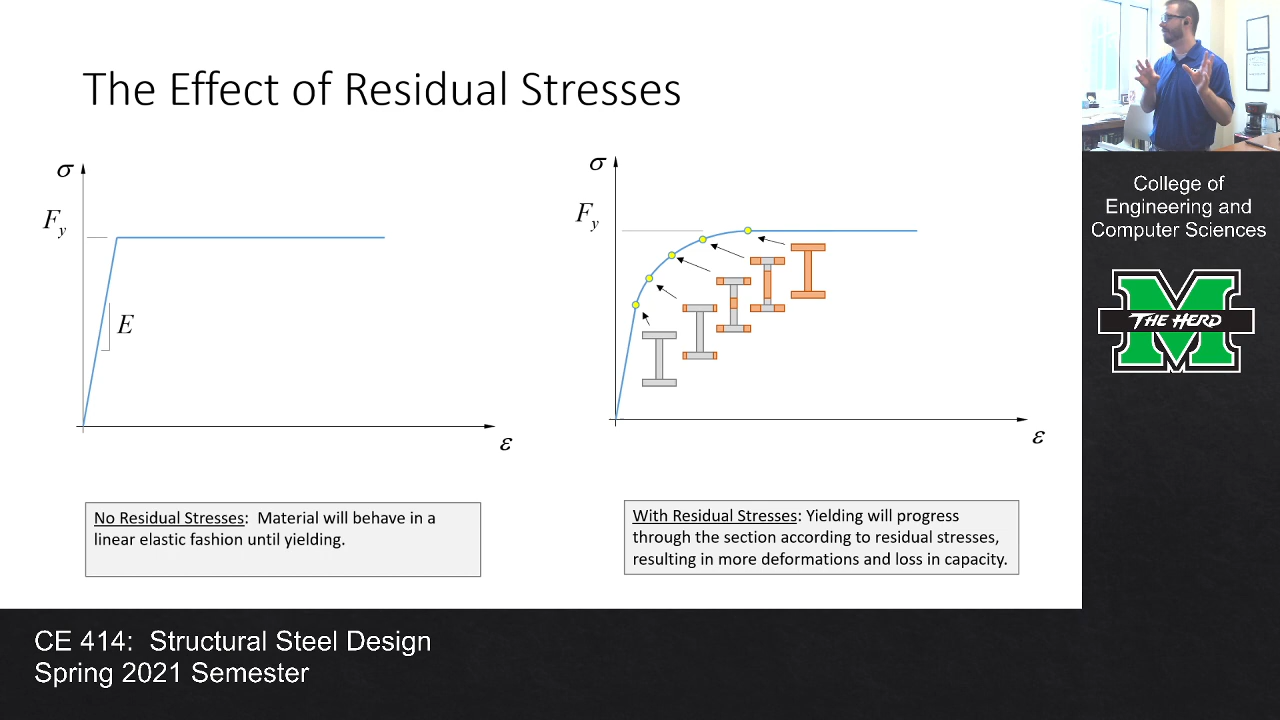 The Effect of Residual Stresses
σ
F_y
E
ε
σ
F_y
ε
No Residual Stresses:  Material will behave in a
linear elastic fashion until yielding.
With Residual Stresses: Yielding will progress
through the section according to residual stresses,
resulting in more deformations and loss in capacity.
College of
Engineering and
Computer Sciences
M
THE HERD
CE 414:  Structural Steel Design
Spring 2021 Semester